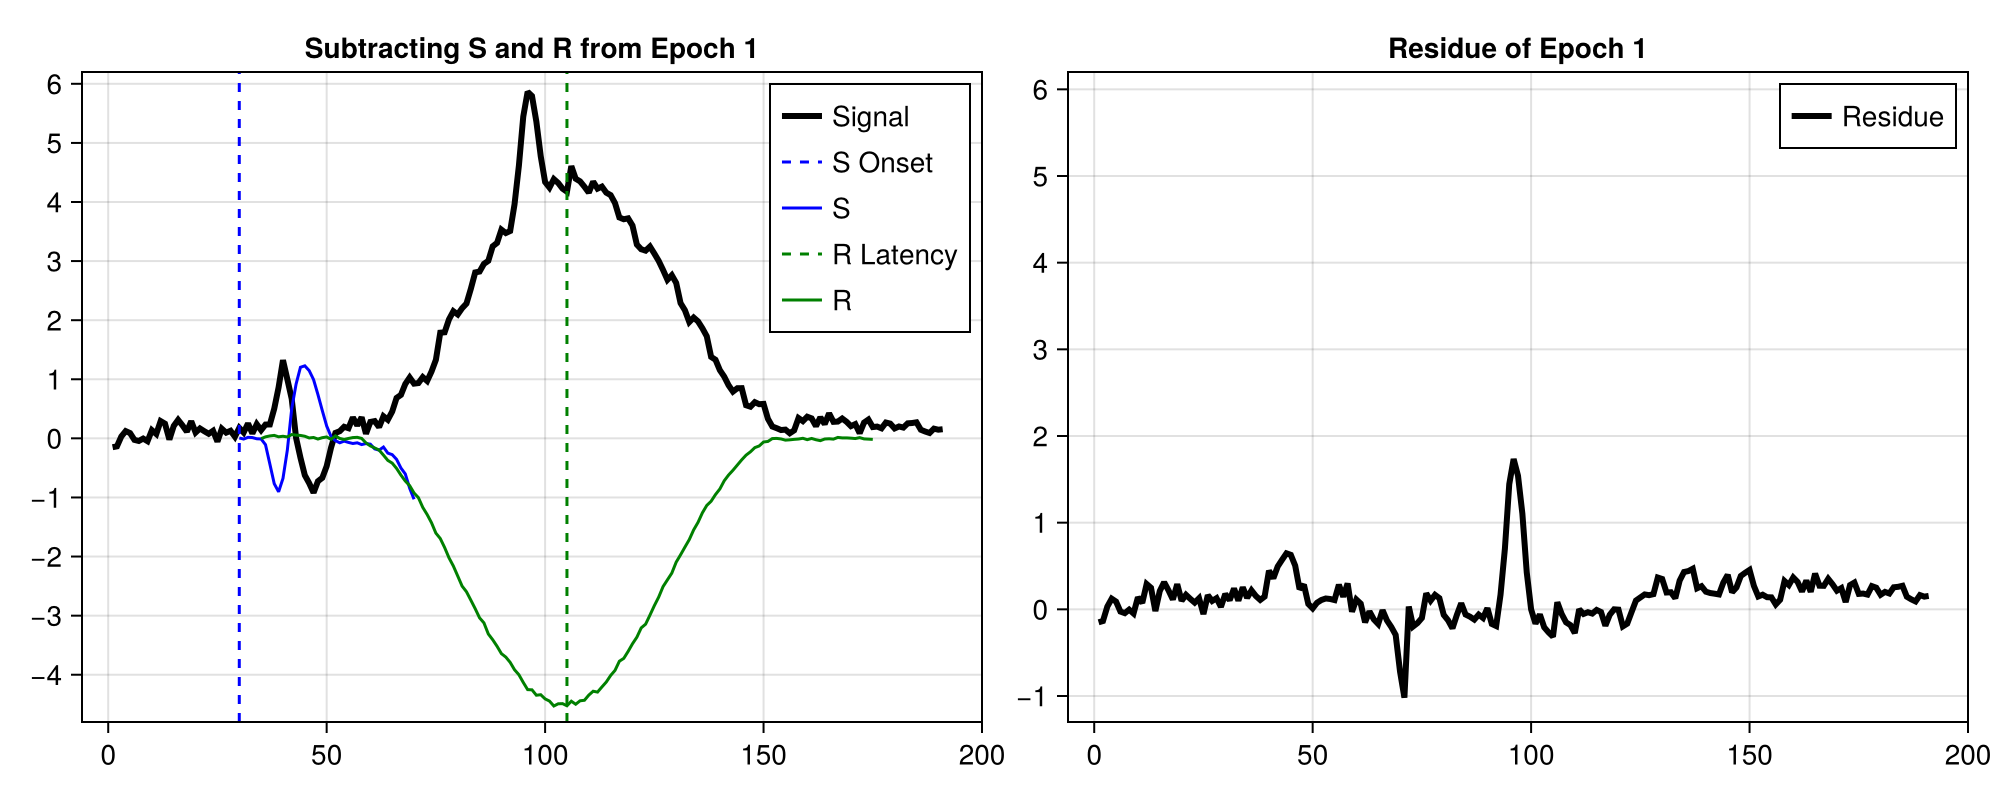 Subtracting S and R from Epoch 1
6
5
4
3
2
1
0
−1
−2
−3
−4
0 50 100 150 200
Signal
S Onset
S
R Latency
R
Residue of Epoch 1
6
5
4
3
2
1
0
−1
0 50 100 150 200
Residue